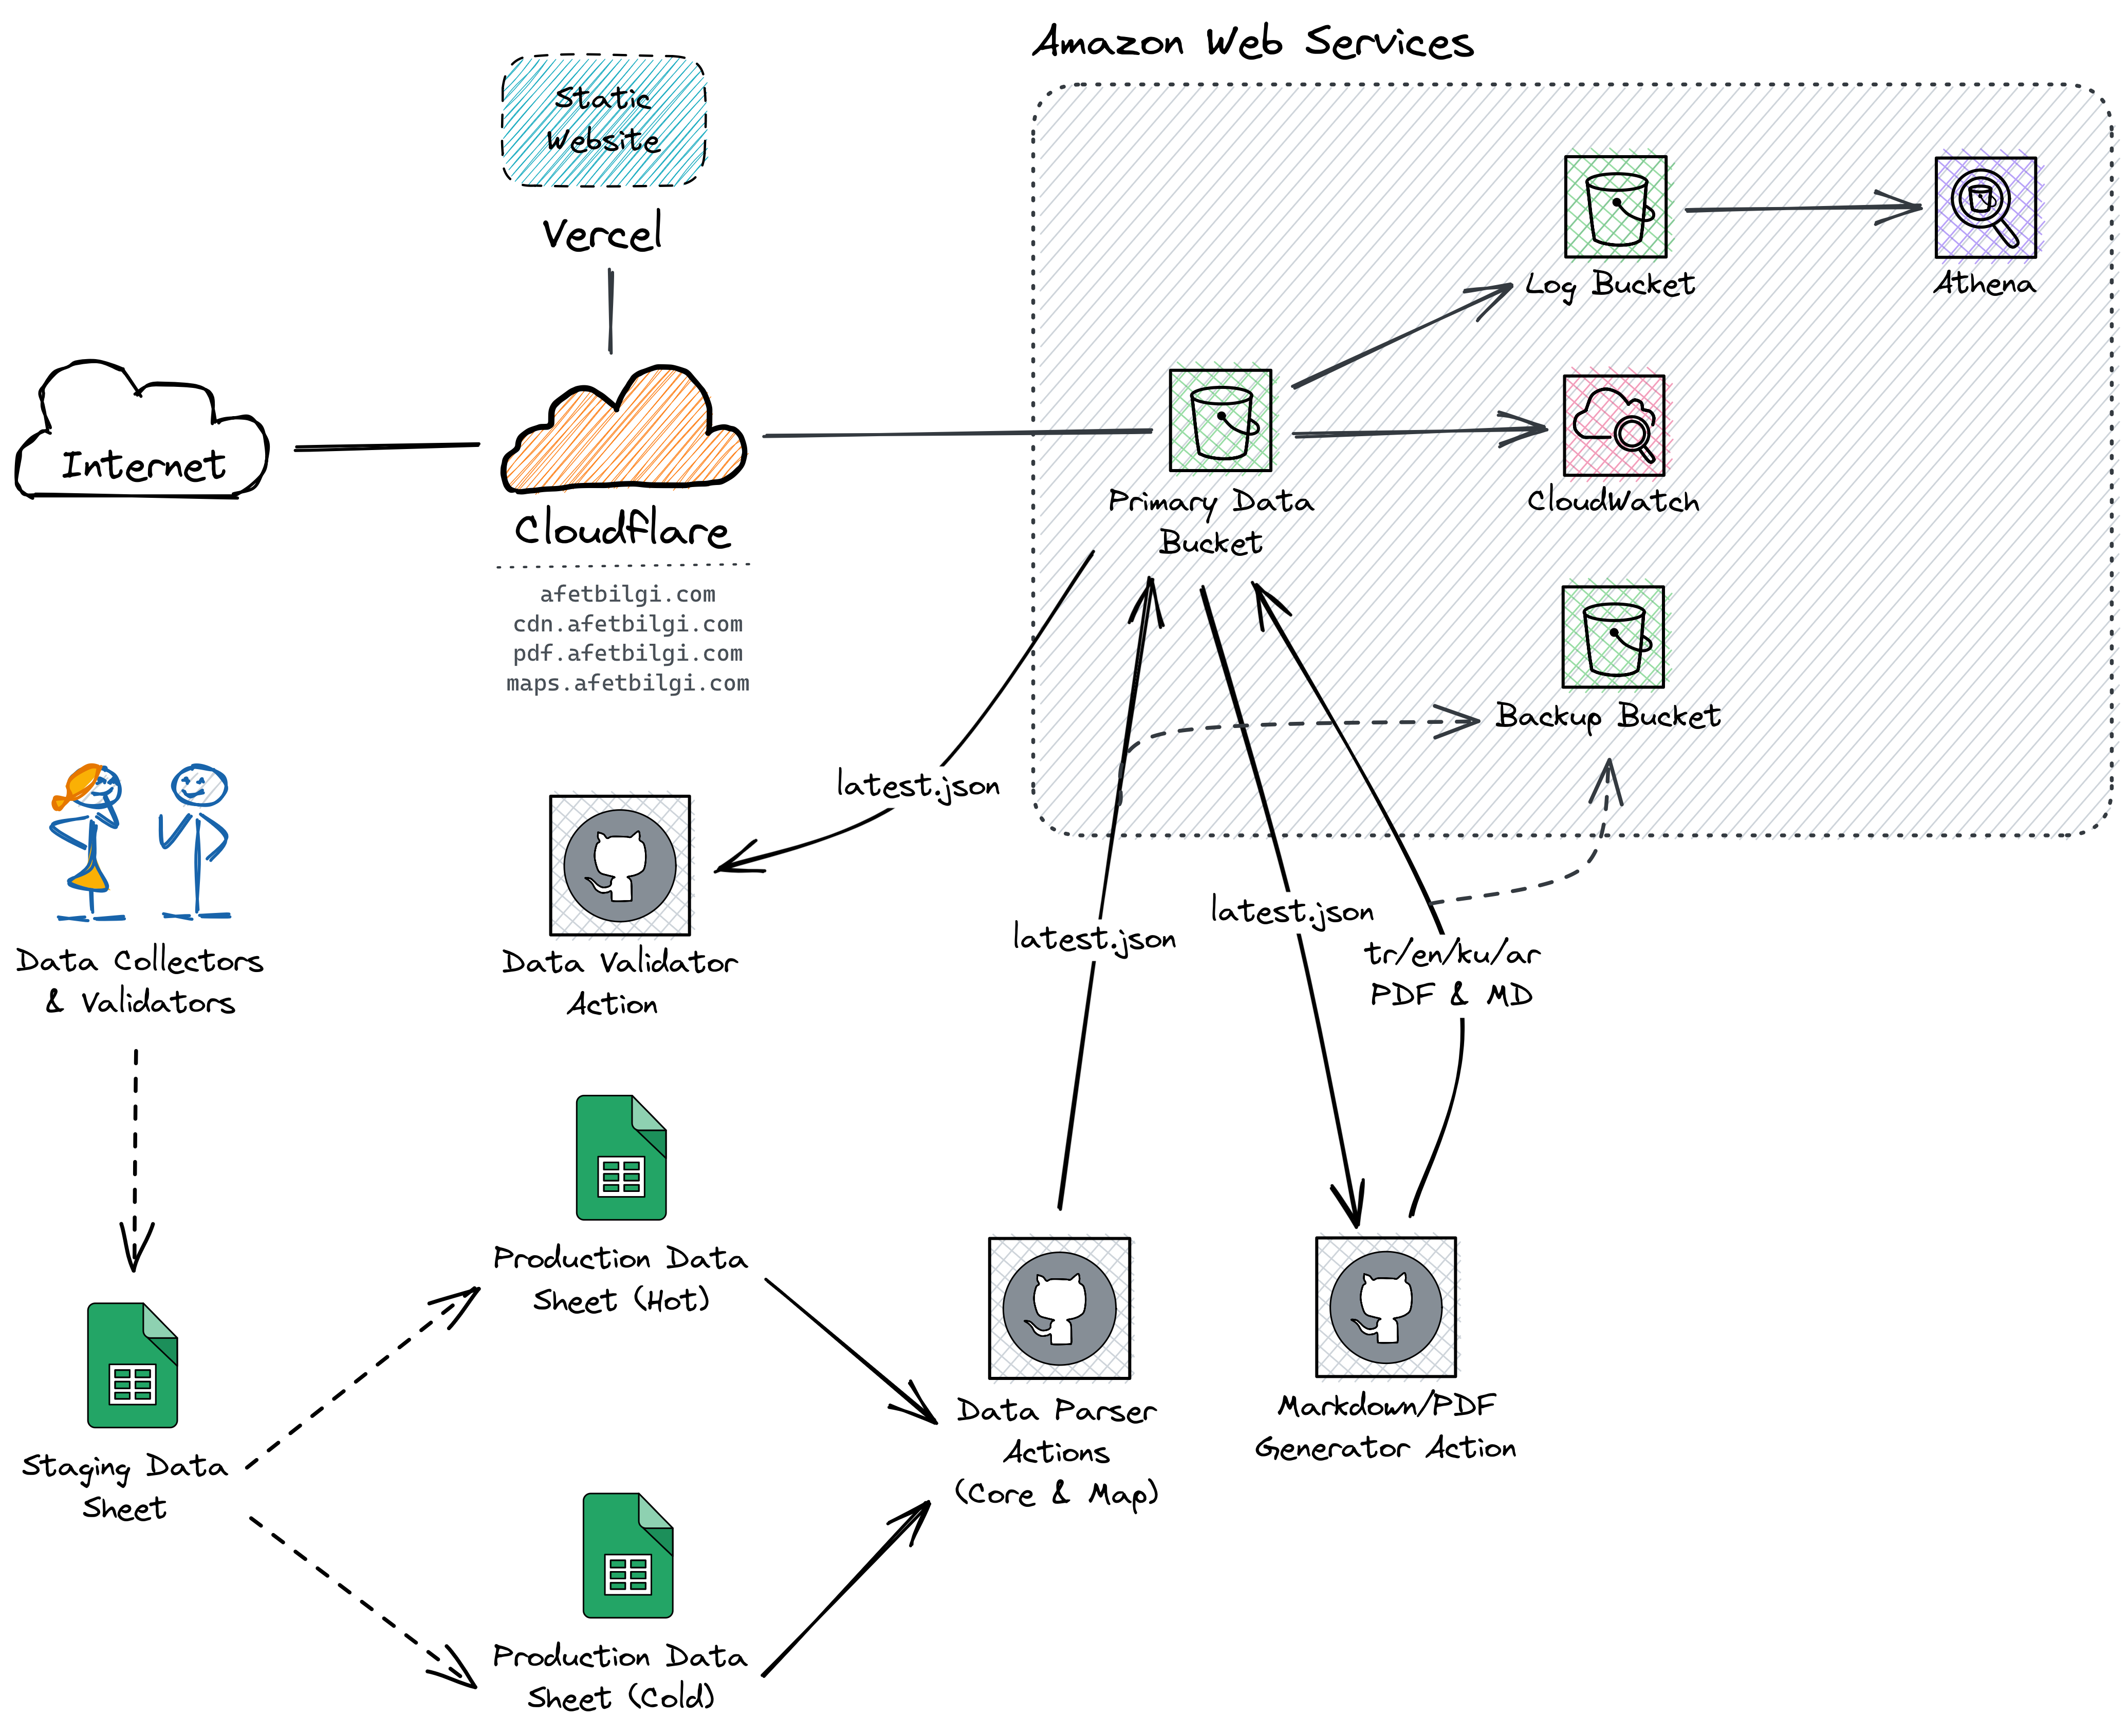 Amazon Web Services
Static
Website
Vercel
Log Bucket
Athena
Internet
Cloudflare
afetbilgi.com
cdn.afetbilgi.com
pdf.afetbilgi.com
maps.afetbilgi.com
Primary Data
Bucket
CloudWatch
Backup Bucket
latest.json
Data Collectors
& Validators
Data Validator
Action
latest.json
latest.json
tr/en/ku/ar
PDF & MD
Production Data
Sheet (Hot)
Staging Data
Sheet
Data Parser
Actions
(Core & Map)
Markdown/PDF
Generator Action
Production Data
Sheet (Cold)